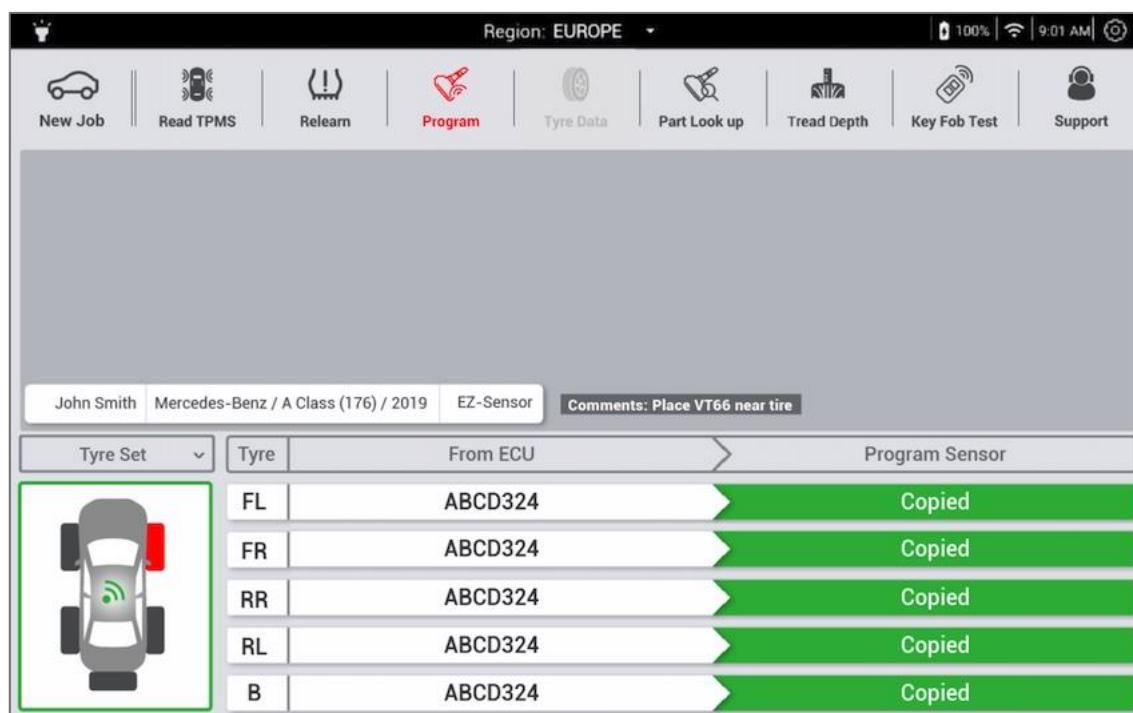 Region: EUROPE 100% 9:01 AM
New Job Read TPMS Relearn Program Tyre Data Part Look up Tread Depth Key Fob Test Support
John Smith Mercedes-Benz / A Class (176) / 2019 EZ-Sensor Comments: Place VT66 near tire
Tyre Set Tyre From ECU Program Sensor
FL ABCD324 Copied
FR ABCD324 Copied
RR ABCD324 Copied
RL ABCD324 Copied
B ABCD324 Copied